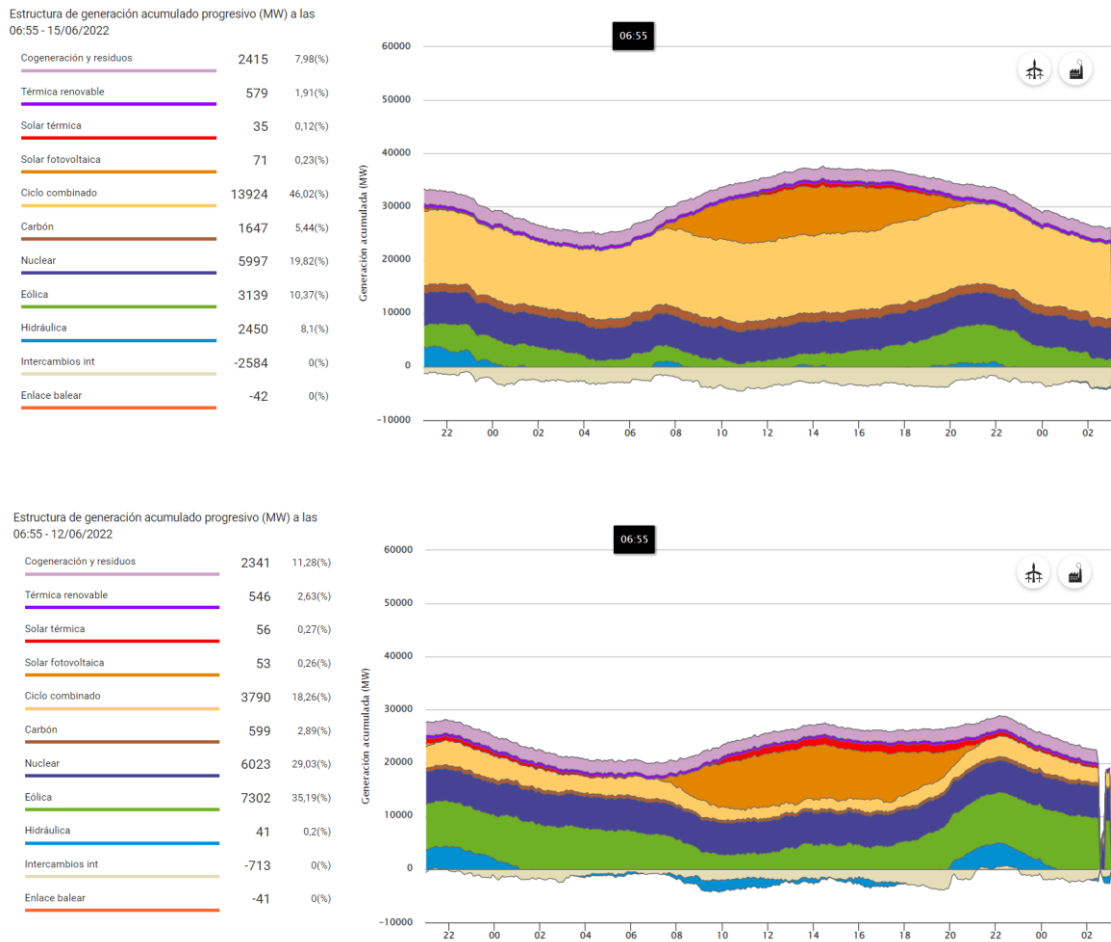 Estructura de generación acumulado progresivo (MW) a las
06:55 - 15/06/2022
Cogeneración y residuos 2415 7,98(%)
Térmica renovable 579 1,91(%)
Solar térmica 35 0,12(%)
Solar fotovoltaica 71 0,23(%)
Ciclo combinado 13924 46,02(%)
Carbón 1647 5,44(%)
Nuclear 5997 19,82(%)
Eólica 3139 10,37(%)
Hidráulica 2450 8,1(%)
Intercambios int -2584 0(%)
Enlace balear -42 0(%)
06:55
Generación acumulada (MW)
60000
50000
40000
30000
20000
10000
0
-10000
22 00 02 04 06 08 10 12 14 16 18 20 22 00 02
Estructura de generación acumulado progresivo (MW) a las
06:55 - 12/06/2022
Cogeneración y residuos 2341 11,28(%)
Térmica renovable 546 2,63(%)
Solar térmica 56 0,27(%)
Solar fotovoltaica 53 0,26(%)
Ciclo combinado 3790 18,26(%)
Carbón 599 2,89(%)
Nuclear 6023 29,03(%)
Eólica 7302 35,19(%)
Hidráulica 41 0,2(%)
Intercambios int -713 0(%)
Enlace balear -41 0(%)
06:55
Generación acumulada (MW)
60000
50000
40000
30000
20000
10000
0
-10000
22 00 02 04 06 08 10 12 14 16 18 20 22 00 02